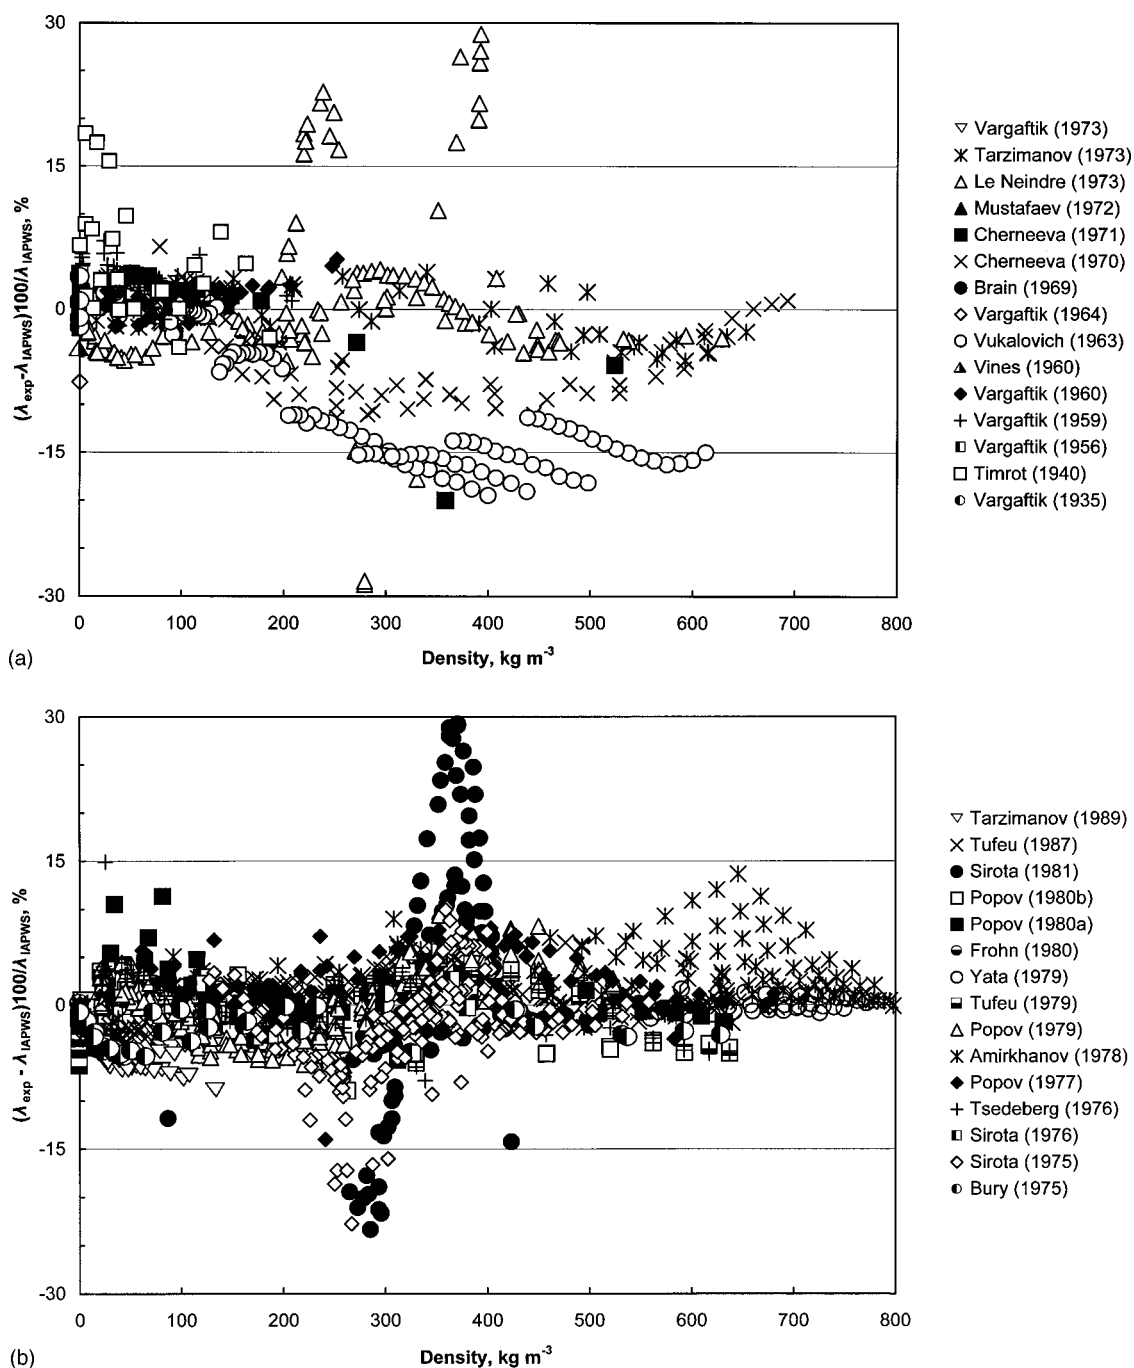 30
15
0
-15
-30
(λexp-λIAPWS)100/λIAPWS, %
0 100 200 300 400 500 600 700 800
Density, kg m-3
(a)
Vargaftik (1973)
Tarzimanov (1973)
Le Neindre (1973)
Mustafaev (1972)
Cherneeva (1971)
Cherneeva (1970)
Brain (1969)
Vargaftik (1964)
Vukalovich (1963)
Vines (1960)
Vargaftik (1960)
Vargaftik (1959)
Vargaftik (1956)
Timrot (1940)
Vargaftik (1935)
30
15
0
-15
-30
(λexp - λIAPWS)100/λIAPWS, %
0 100 200 300 400 500 600 700 800
Density, kg m-3
(b)
Tarzimanov (1989)
Tufeu (1987)
Sirota (1981)
Popov (1980b)
Popov (1980a)
Frohn (1980)
Yata (1979)
Tufeu (1979)
Popov (1979)
Amirkhanov (1978)
Popov (1977)
Tsedeberg (1976)
Sirota (1976)
Sirota (1975)
Bury (1975)